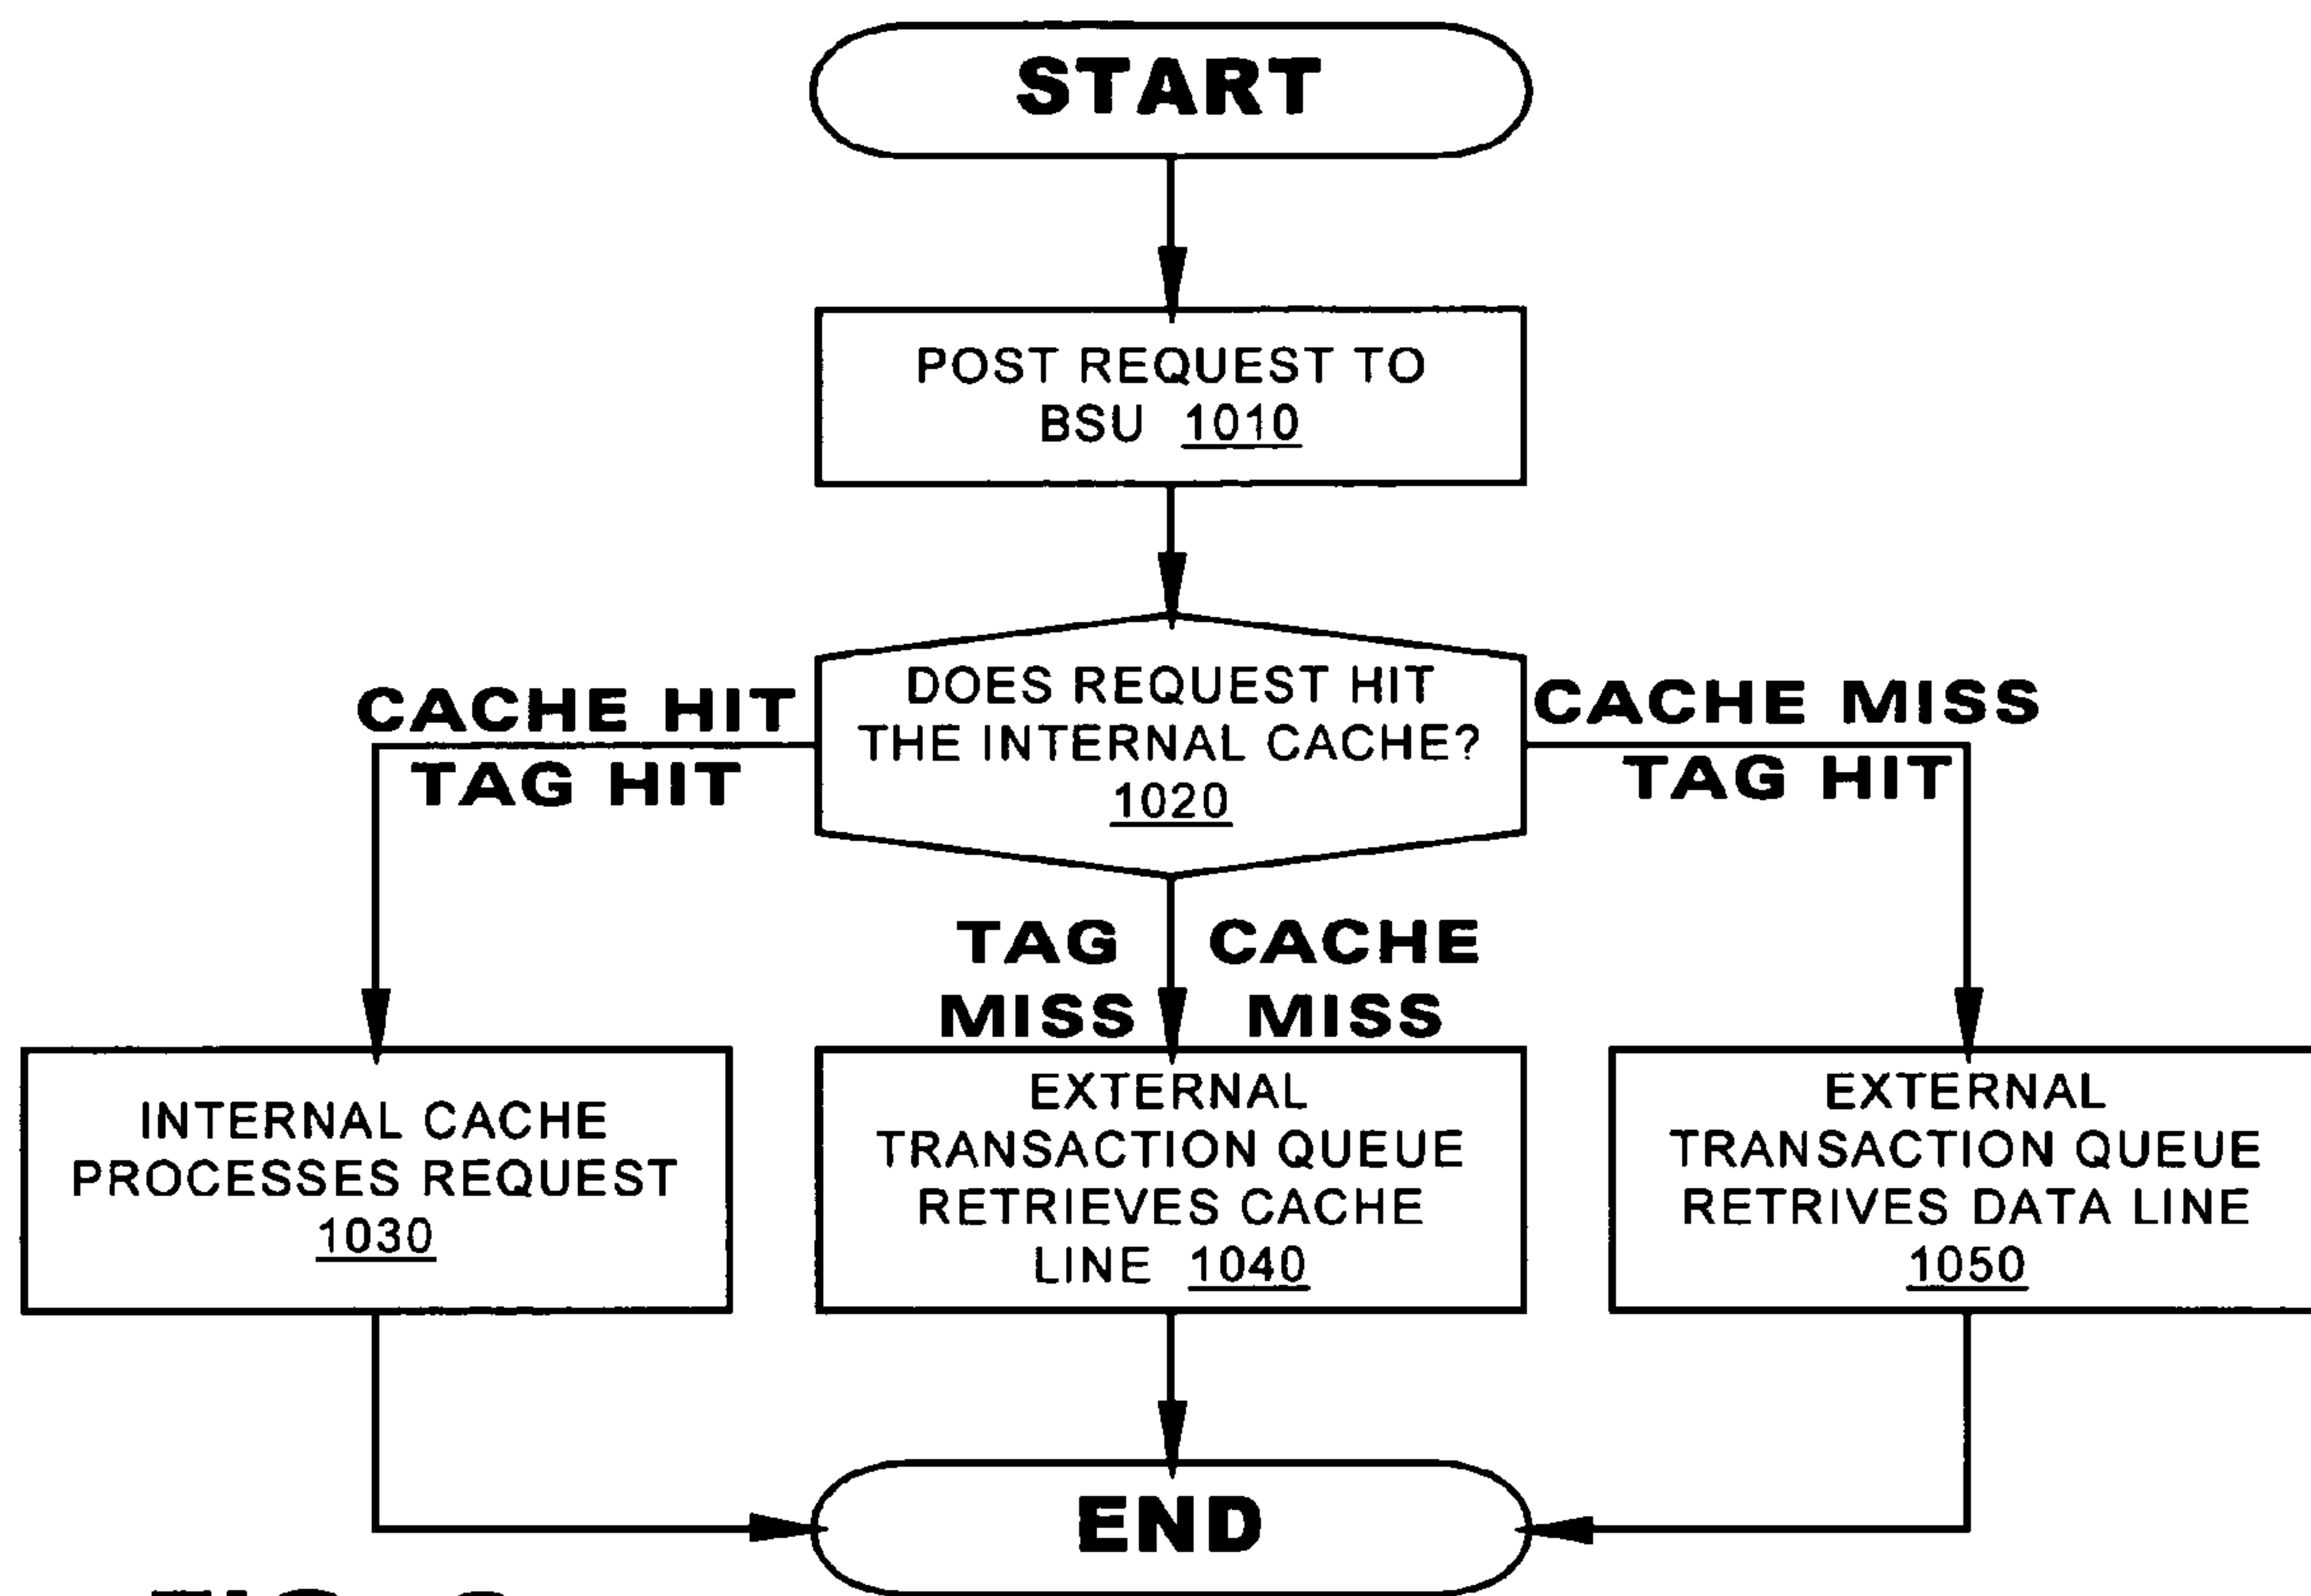 START
POST REQUEST TO
BSU 1010
DOES REQUEST HIT
THE INTERNAL CACHE?
1020
CACHE HIT
TAG HIT
CACHE MISS
TAG HIT
TAG CACHE
MISS MISS
INTERNAL CACHE
PROCESSES REQUEST
1030
EXTERNAL
TRANSACTION QUEUE
RETRIEVES CACHE
LINE 1040
EXTERNAL
TRANSACTION QUEUE
RETRIVES DATA LINE
1050
END